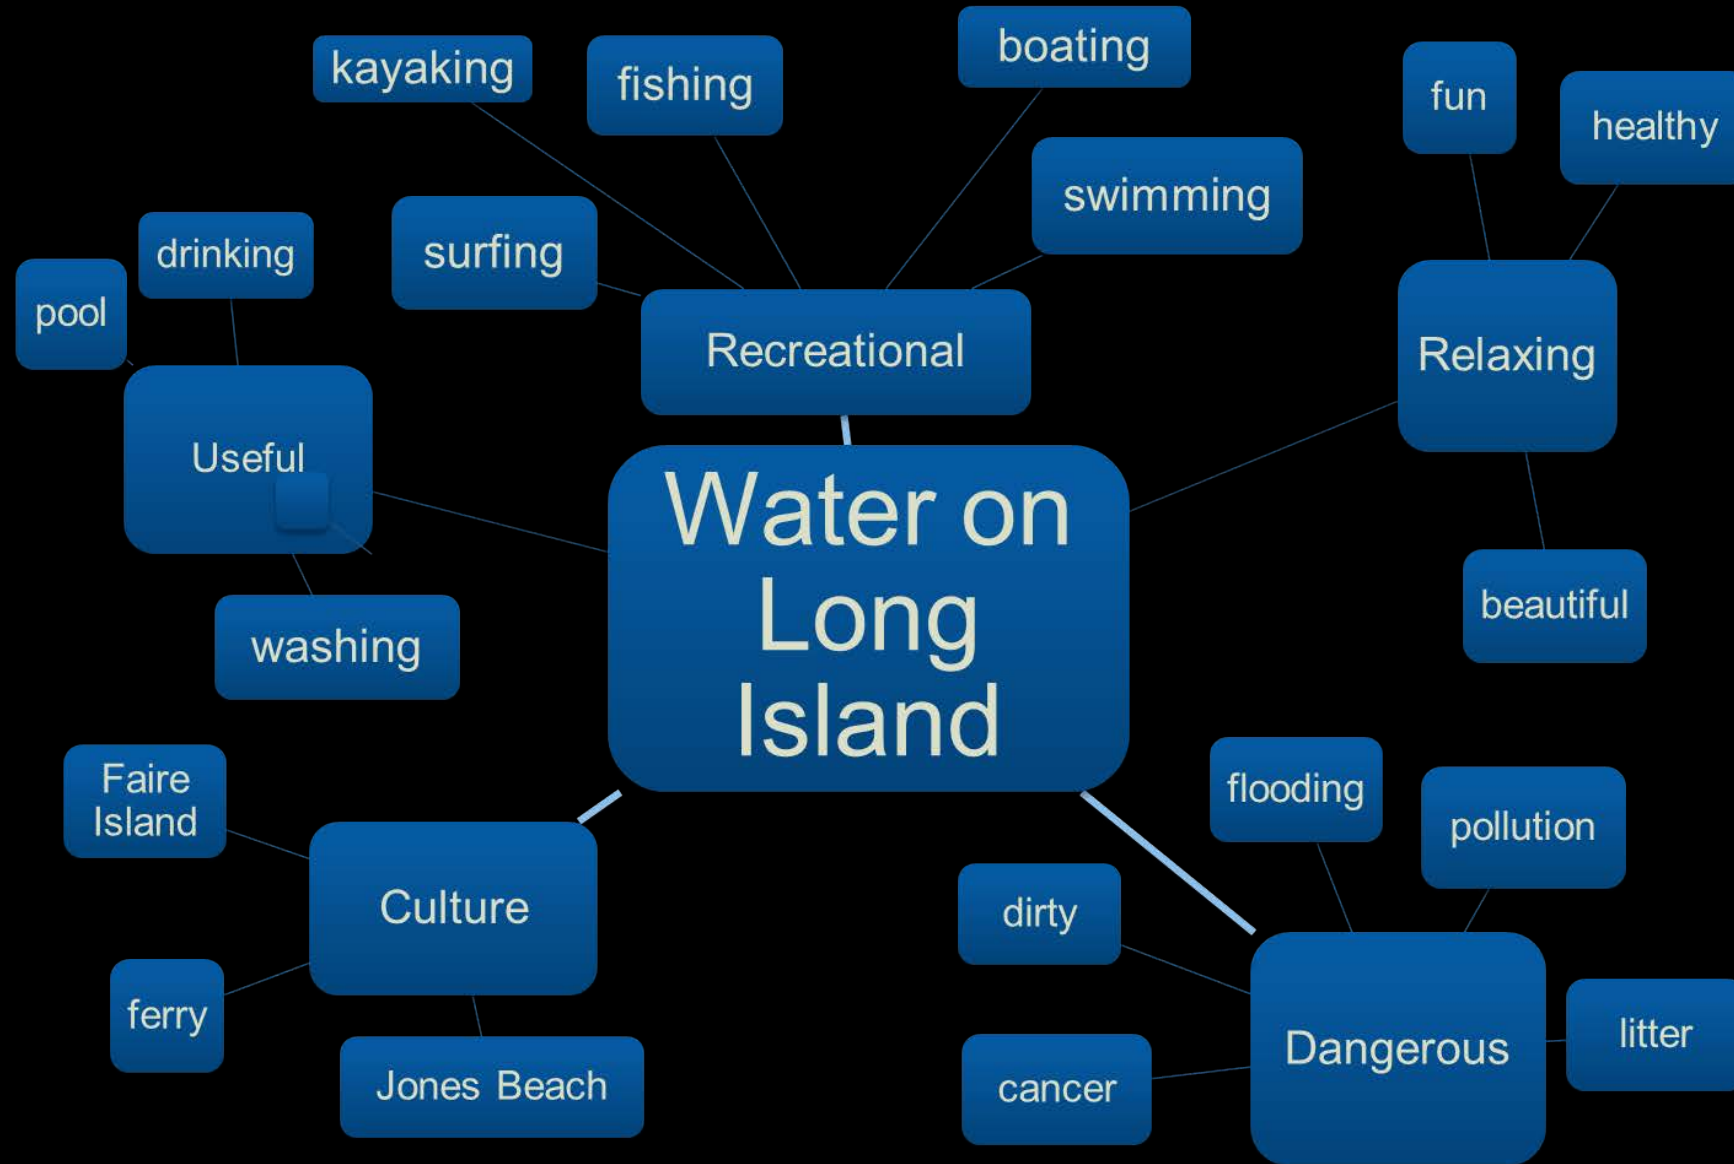 kayaking
fishing
boating
fun
healthy
swimming
surfing
drinking
pool
Recreational
Relaxing
Useful
Water on
Long
Island
beautiful
washing
Faire
Island
flooding
pollution
Culture
dirty
ferry
litter
Dangerous
Jones Beach
cancer